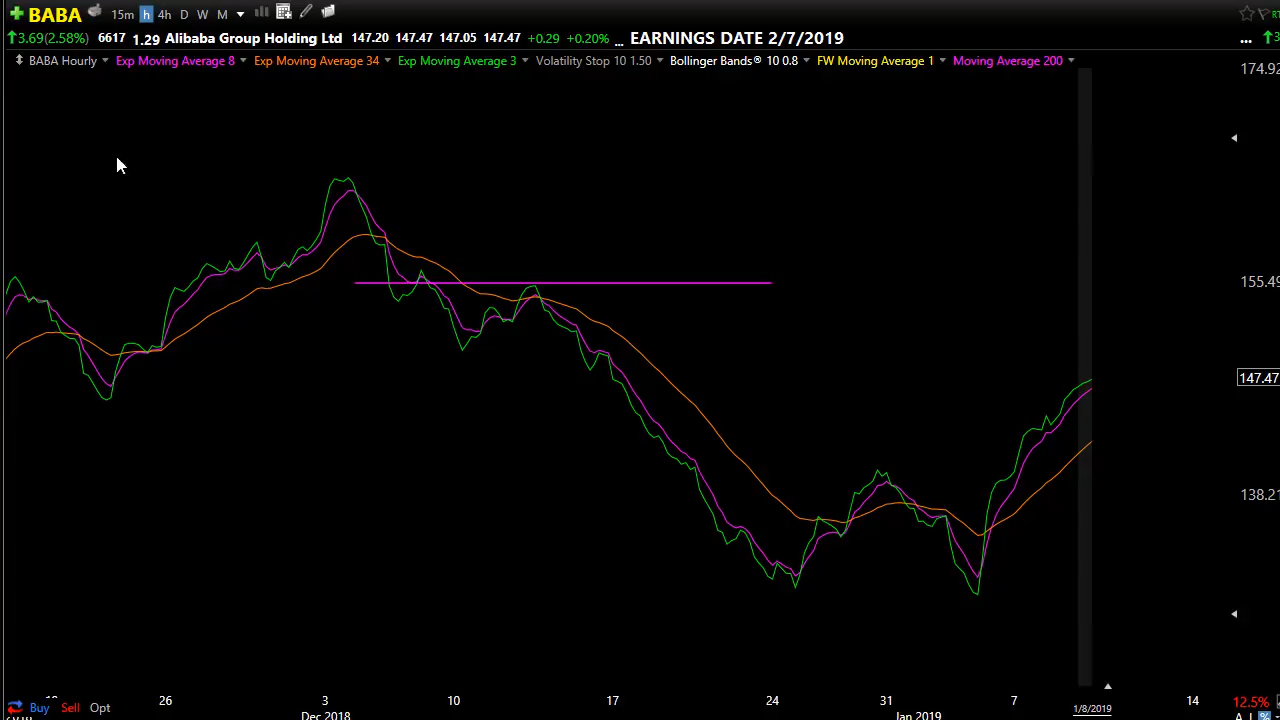 BABA 15m h 4h D W M
3.69(2.58%) 6617 1.29 Alibaba Group Holding Ltd 147.20 147.47 147.05 147.47 +0.29 +0.20% ... EARNINGS DATE 2/7/2019 ...
BABA Hourly Exp Moving Average 8 Exp Moving Average 34 Exp Moving Average 3 Volatility Stop 10 1.50 Bollinger Bands® 10 0.8 FW Moving Average 1 Moving Average 200
174.92
155.49
147.47
138.21
26 3 10 17 24 31 7 14 12.5%
Buy Sell Opt 1/8/2019
Dec 2018 Jan 2019